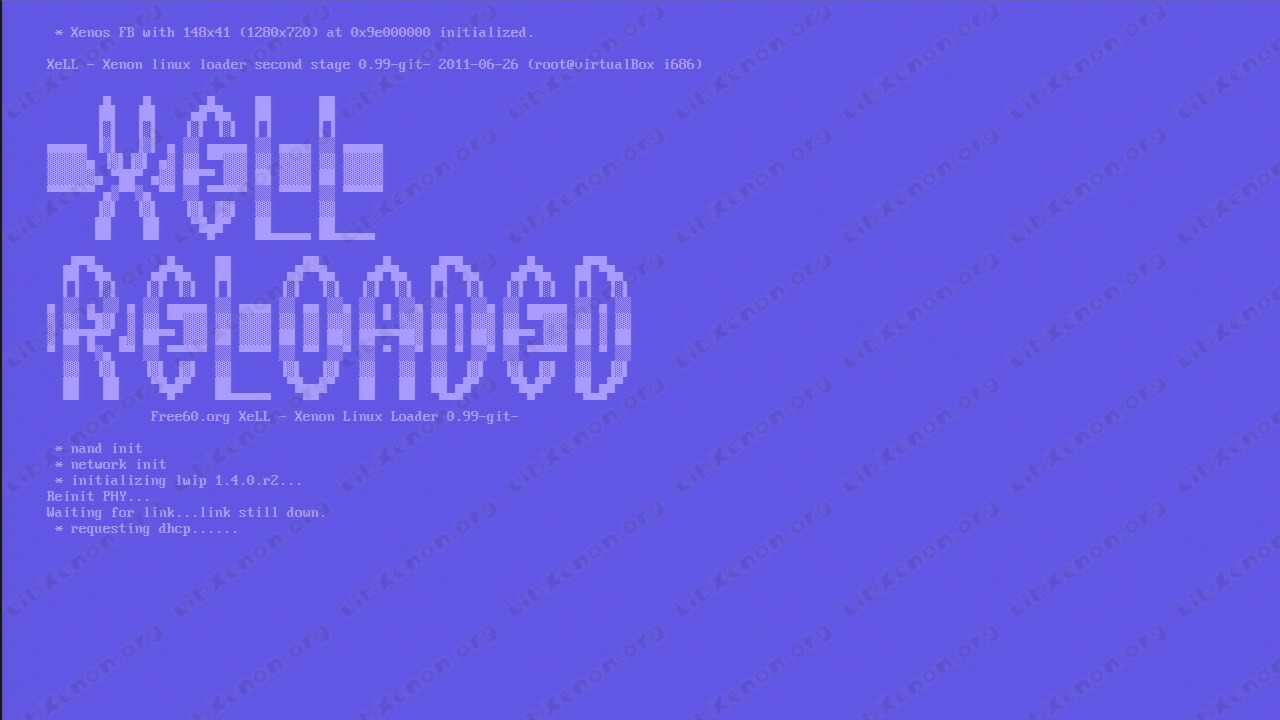 * Xenos FB with 148x41 (1280x720) at 0x9e000000 initialized.
XeLL - Xenon linux loader second stage 0.99-git- 2011-06-26 (root@virtualBox i686)
XeLL
ReLOADeD
Free60.org XeLL - Xenon Linux Loader 0.99-git-
* nand init
* network init
* initializing lwip 1.4.0.r2...
Reinit PHY...
Waiting for link...link still down.
* requesting dhcp......
LibXenon.org